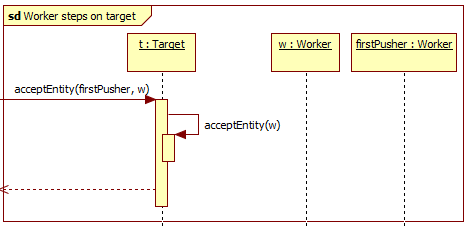 sd Worker steps on target
t : Target
w : Worker
firstPusher : Worker
acceptEntity(firstPusher, w)
acceptEntity(w)